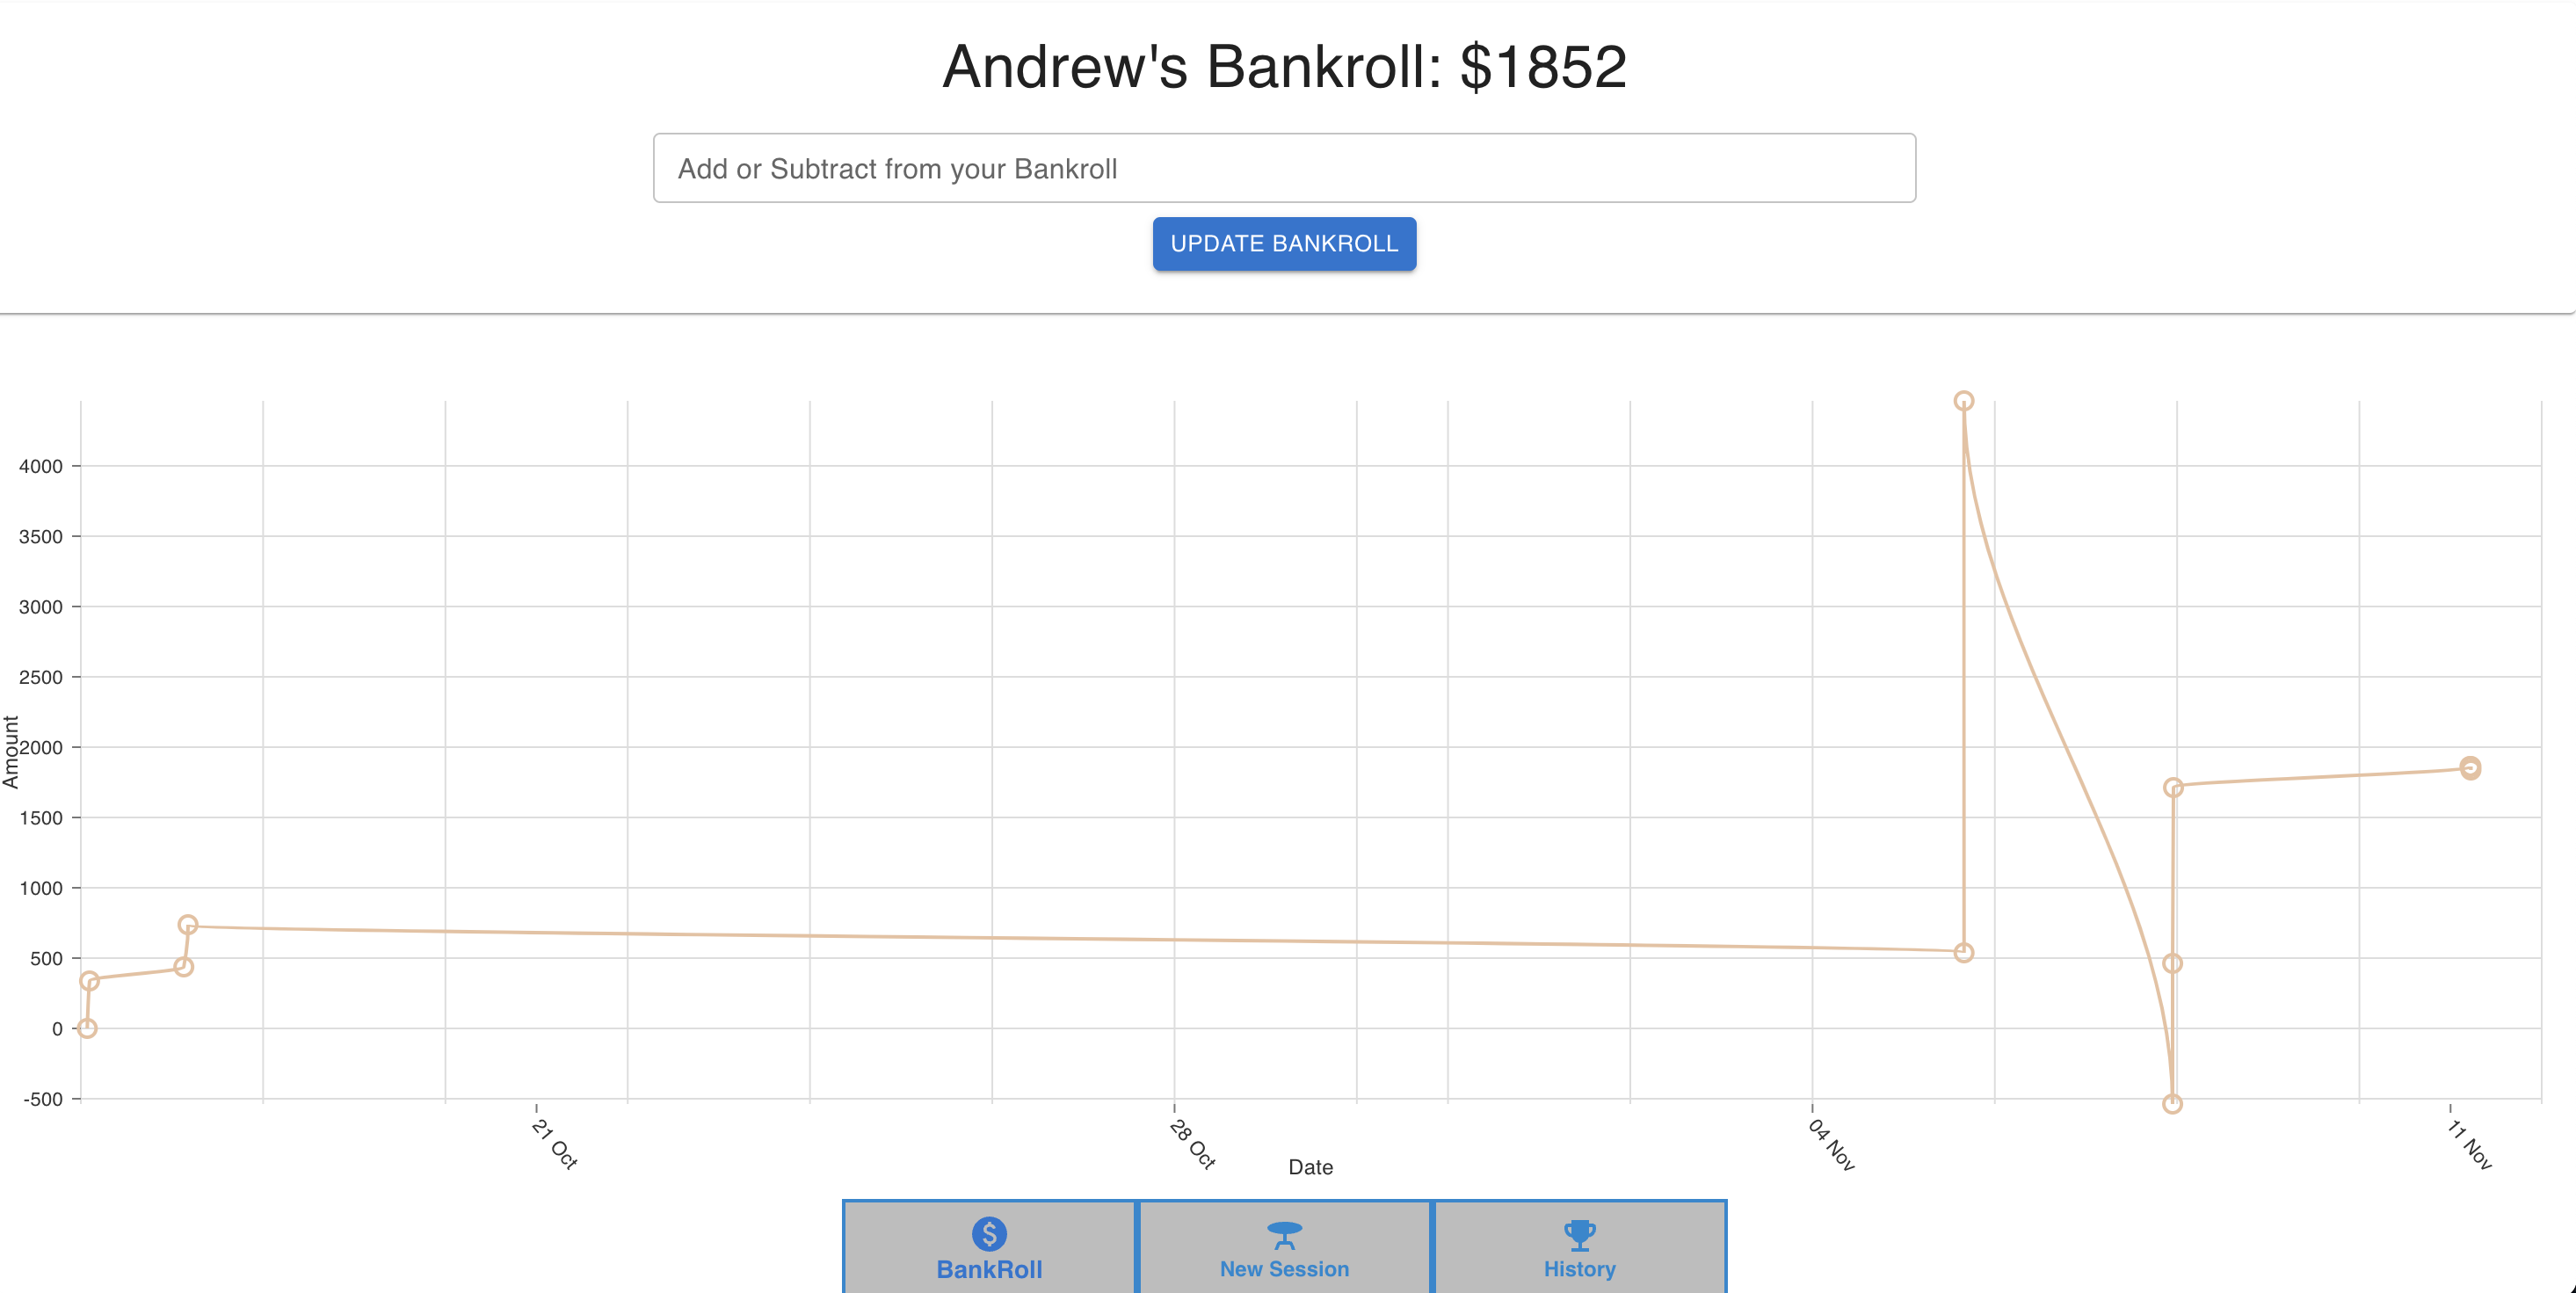 Andrew's Bankroll: $1852
Add or Subtract from your Bankroll
UPDATE BANKROLL
4000
3500
3000
2500
2000
1500
1000
500
0
-500
Amount
21 Oct
28 Oct
04 Nov
11 Nov
Date
BankRoll
New Session
History